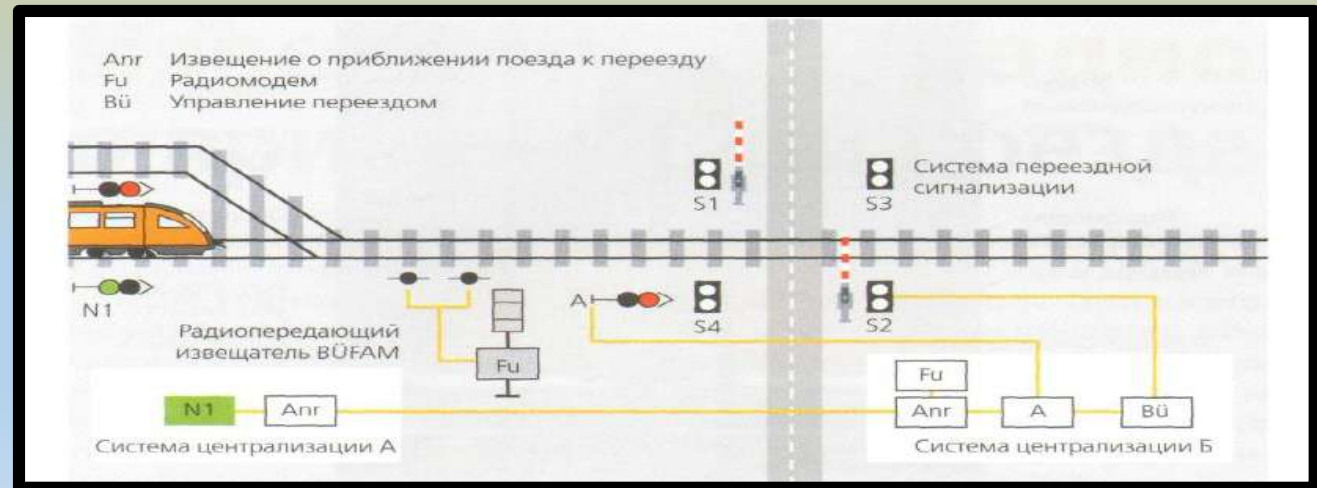 Anr Извещение о приближении поезда к переезду
Fu Радиомодем
Bü Управление переездом
Система переездной
сигнализации
S1
S3
N1
A
S4
S2
Радиопередающий
извещатель BÜFAM
Fu
Fu
N1
Anr
Anr
A
Bü
Система централизации А
Система централизации Б